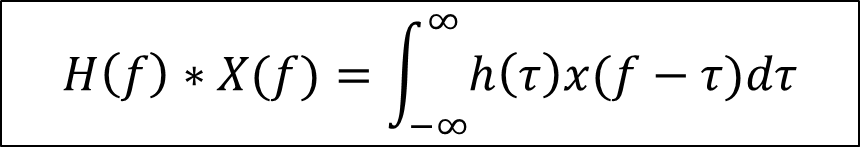 H(f) ∗ X(f) = ∫_{−∞}^{∞} h(τ)x(f − τ)dτ